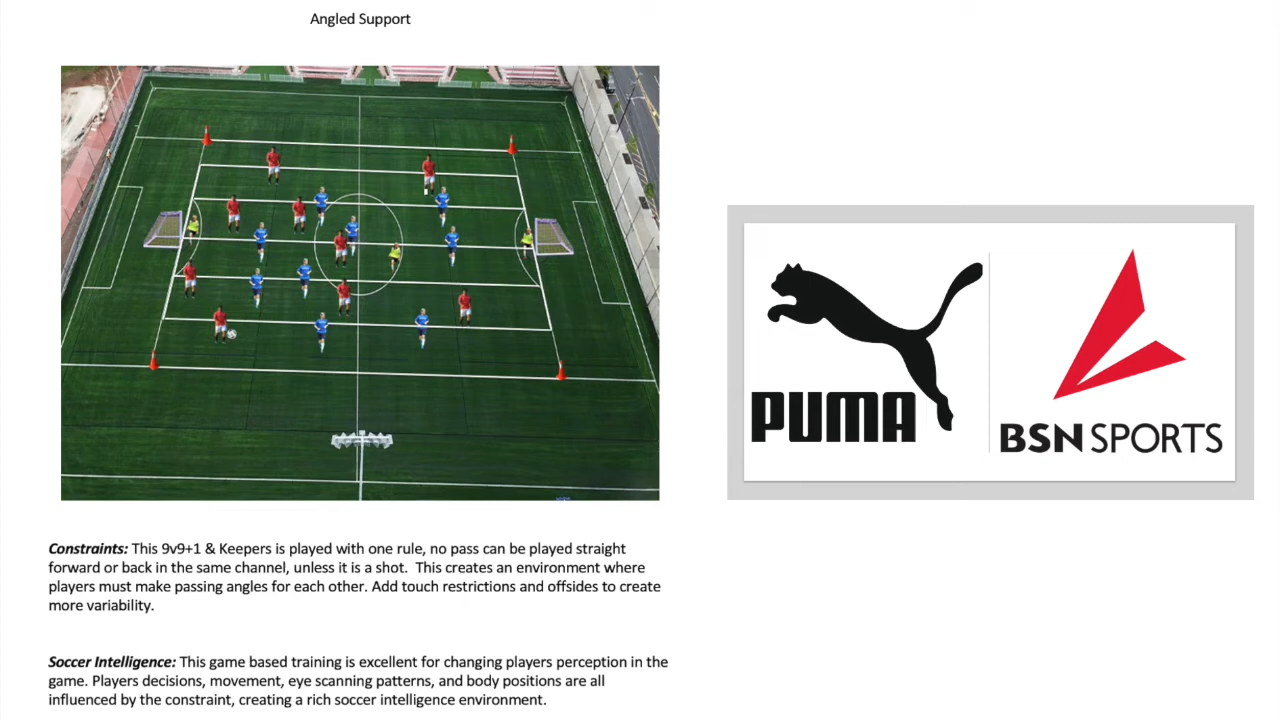 Angled Support
Constraints: This 9v9+1 & Keepers is played with one rule, no pass can be played straight
forward or back in the same channel, unless it is a shot.  This creates an environment where
players must make passing angles for each other. Add touch restrictions and offsides to create
more variability.
Soccer Intelligence: This game based training is excellent for changing players perception in the
game. Players decisions, movement, eye scanning patterns, and body positions are all
influenced by the constraint, creating a rich soccer intelligence environment.
PUMA
BSN SPORTS